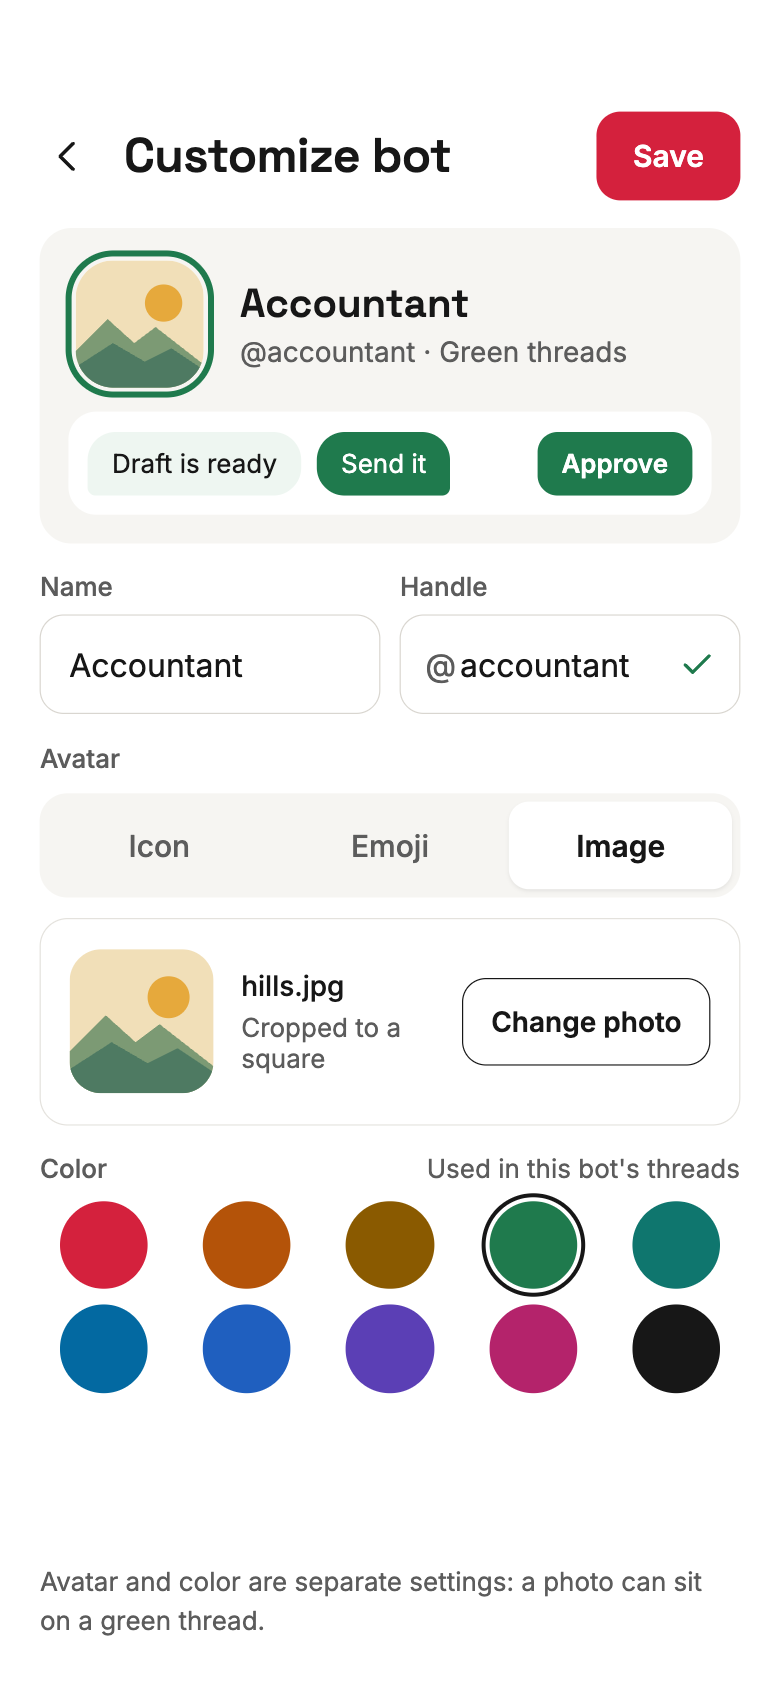 Customize bot
Save
Accountant
@accountant · Green threads
Draft is ready
Send it
Approve
Name
Handle
Accountant
@accountant
Avatar
Icon
Emoji
Image
hills.jpg
Cropped to a
square
Change photo
Color
Used in this bot's threads
Avatar and color are separate settings: a photo can sit
on a green thread.